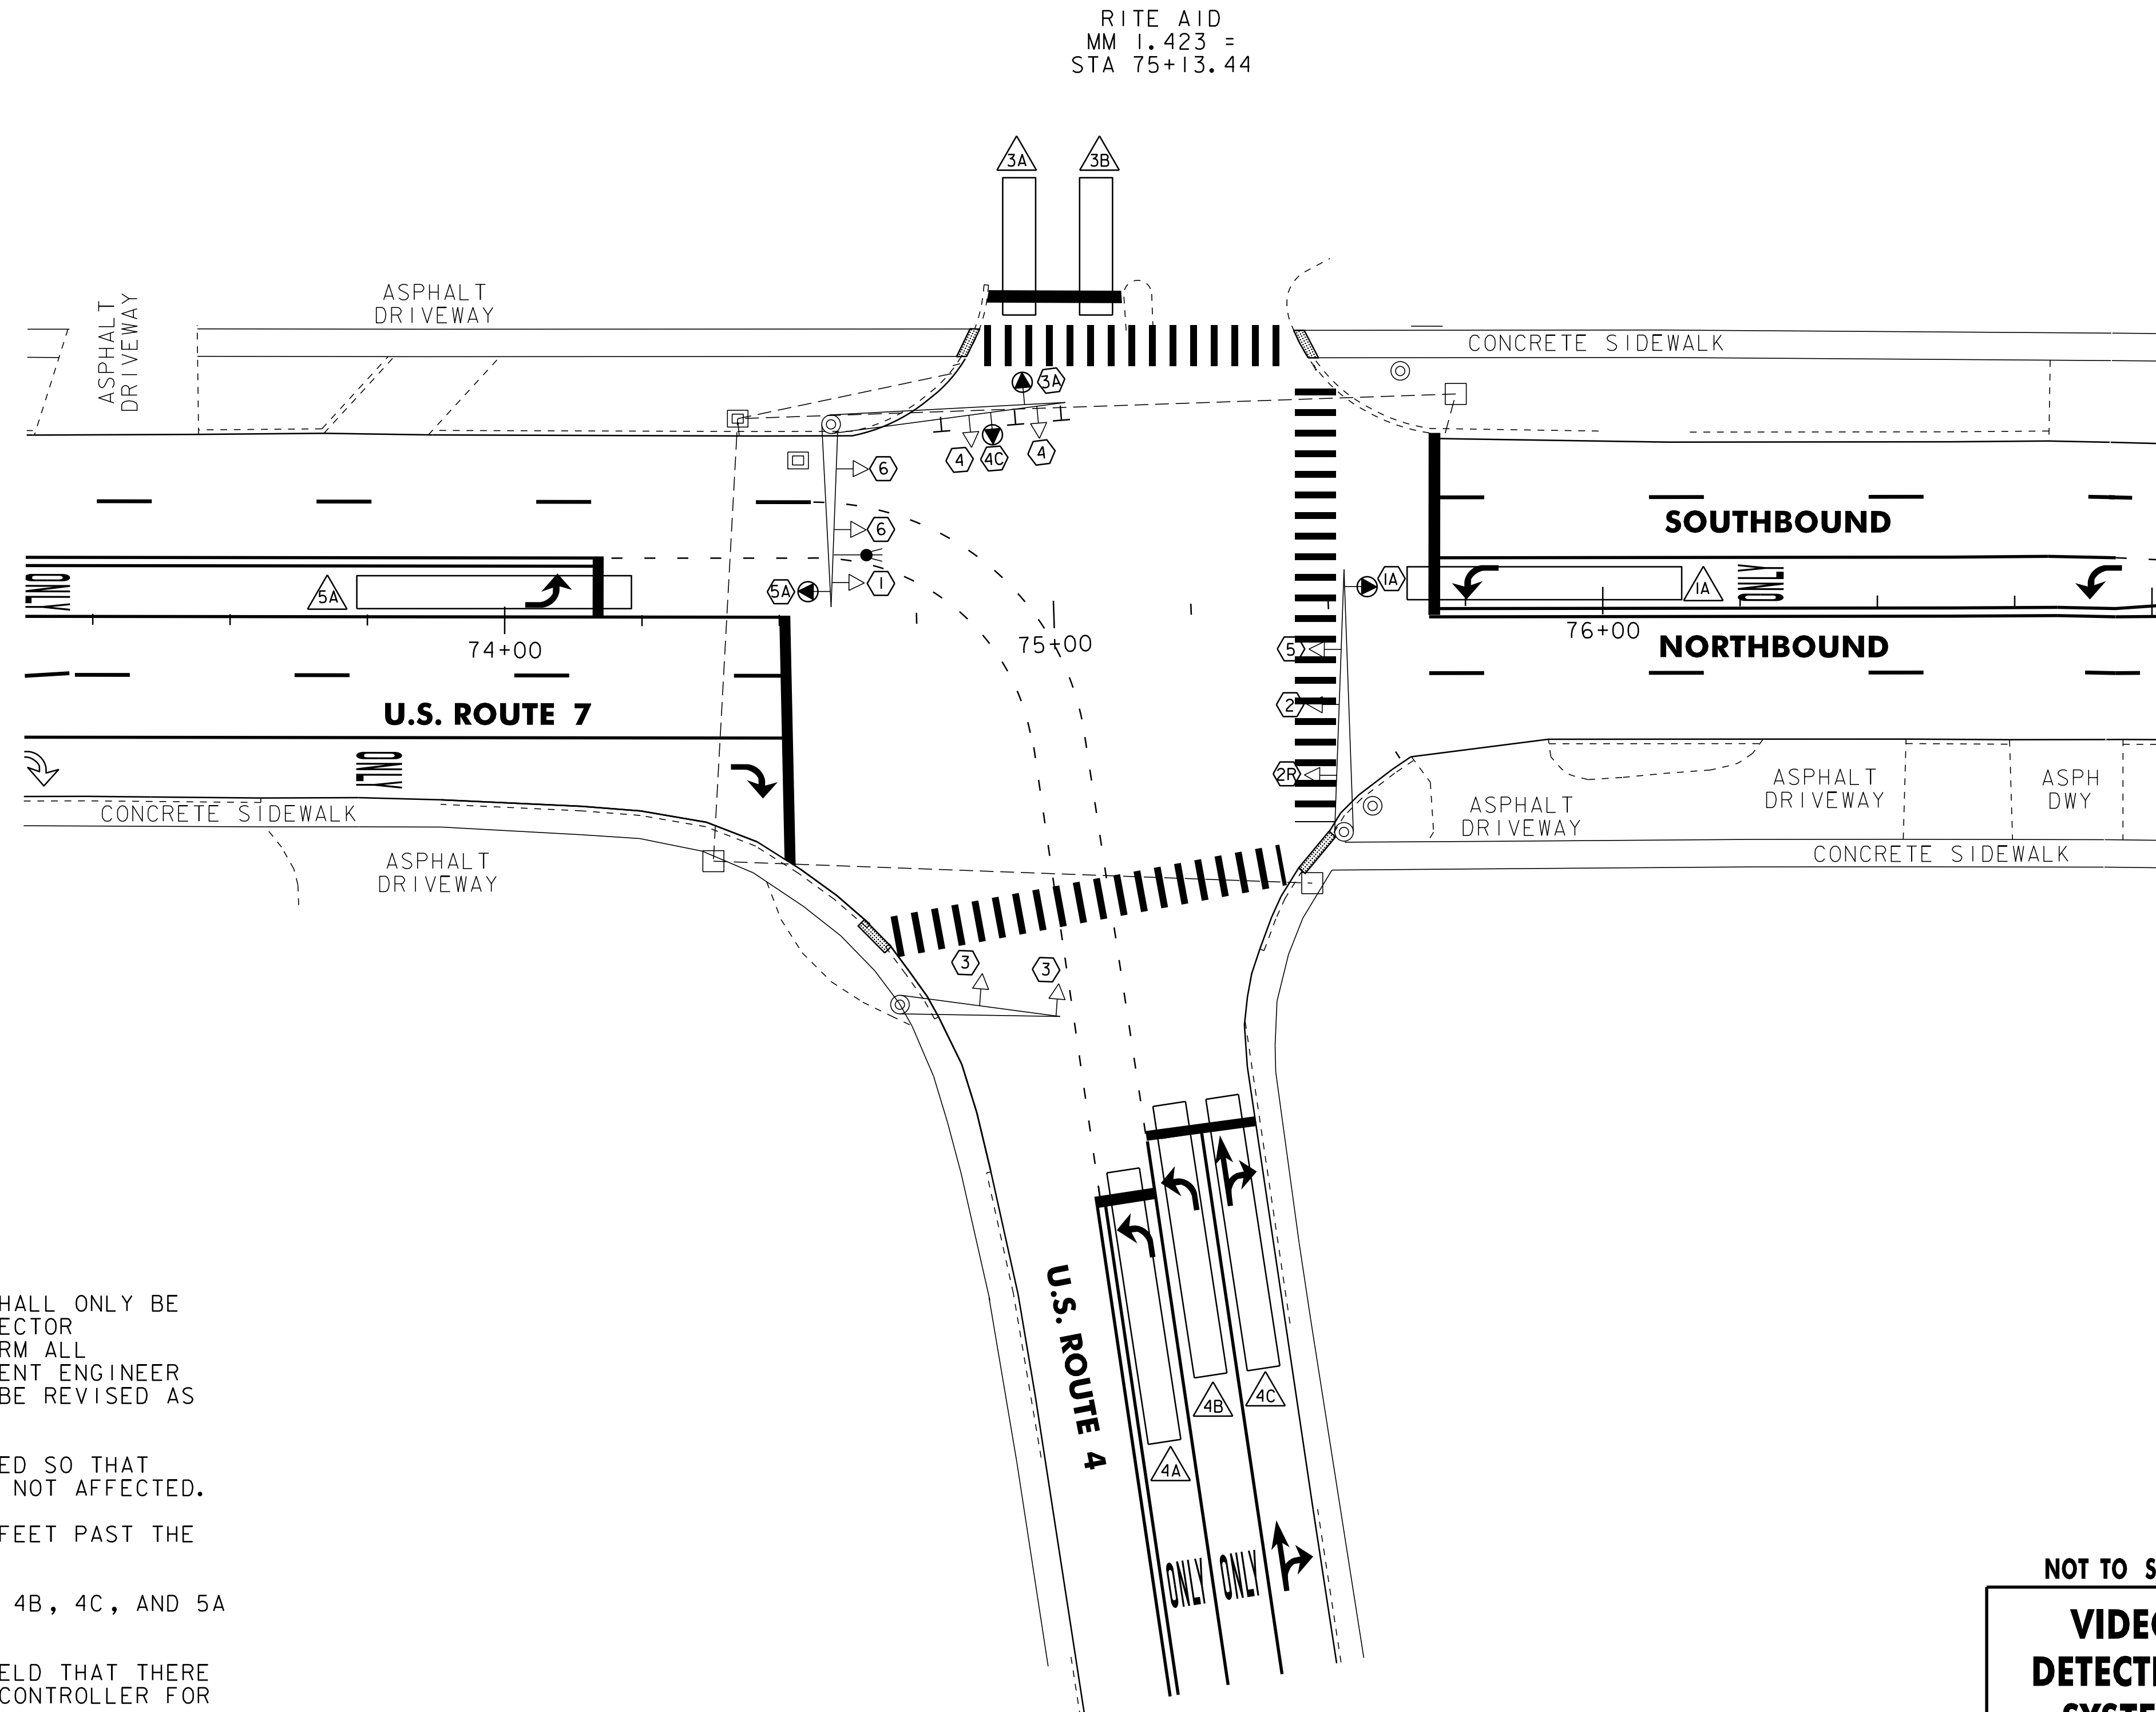 RITE AID
MM 1.423 =
STA 75+13.44
3A
3B
ASPHALT
DRIVEWAY
ASPHALT
DRIVEWAY
CONCRETE SIDEWALK
3A
4
4C
4
6
6
SOUTHBOUND
ONLY
5A
5A
1
1A
1A
ONLY
74+00
75+00
76+00
5
NORTHBOUND
2
U.S. ROUTE 7
ONLY
2R
CONCRETE SIDEWALK
ASPHALT
DRIVEWAY
ASPHALT
DRIVEWAY
ASPHALT
DRIVEWAY
ASPH
DWY
CONCRETE SIDEWALK
3
3
U.S. ROUTE 4
4A
4B
4C
ONLY
ONLY
HALL ONLY BE
ECTOR
RM ALL
ENT ENGINEER
BE REVISED AS
ED SO THAT
NOT AFFECTED.
FEET PAST THE
4B, 4C, AND 5A
ELD THAT THERE
CONTROLLER FOR
NOT TO S
VIDE
DETECT
SYSTE